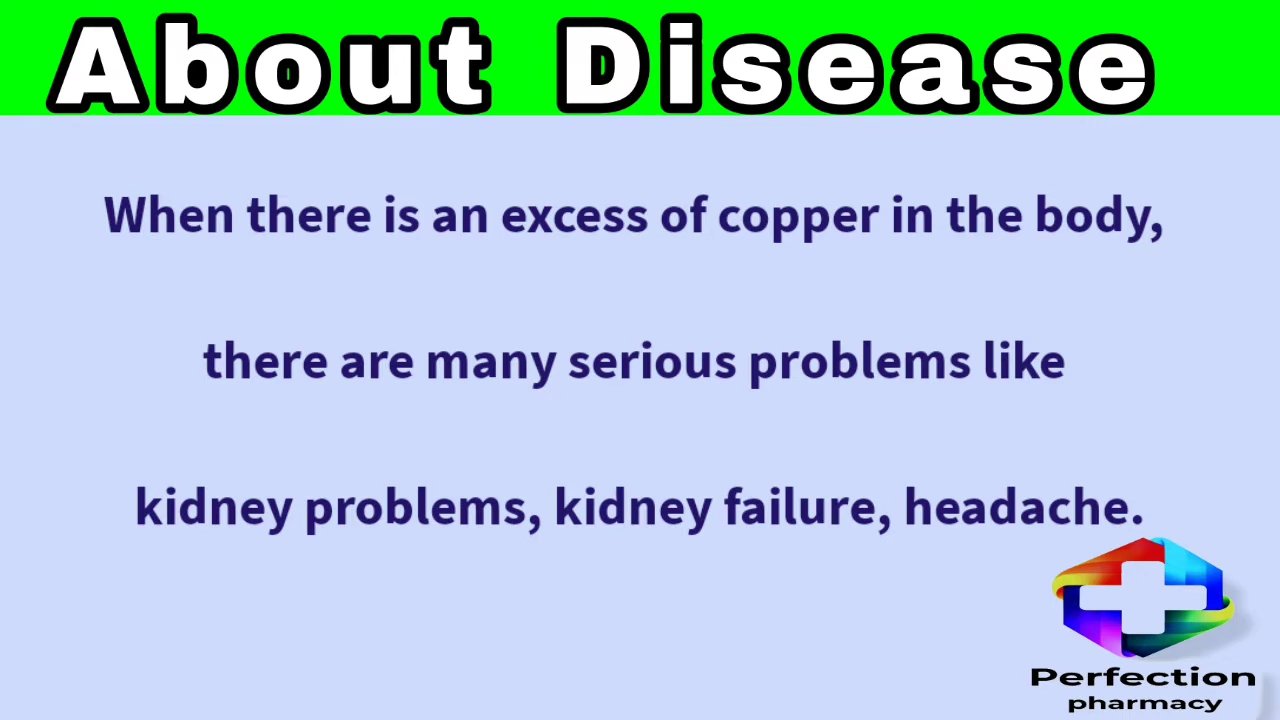 About Disease
When there is an excess of copper in the body,
there are many serious problems like
kidney problems, kidney failure, headache.
Perfection
pharmacy